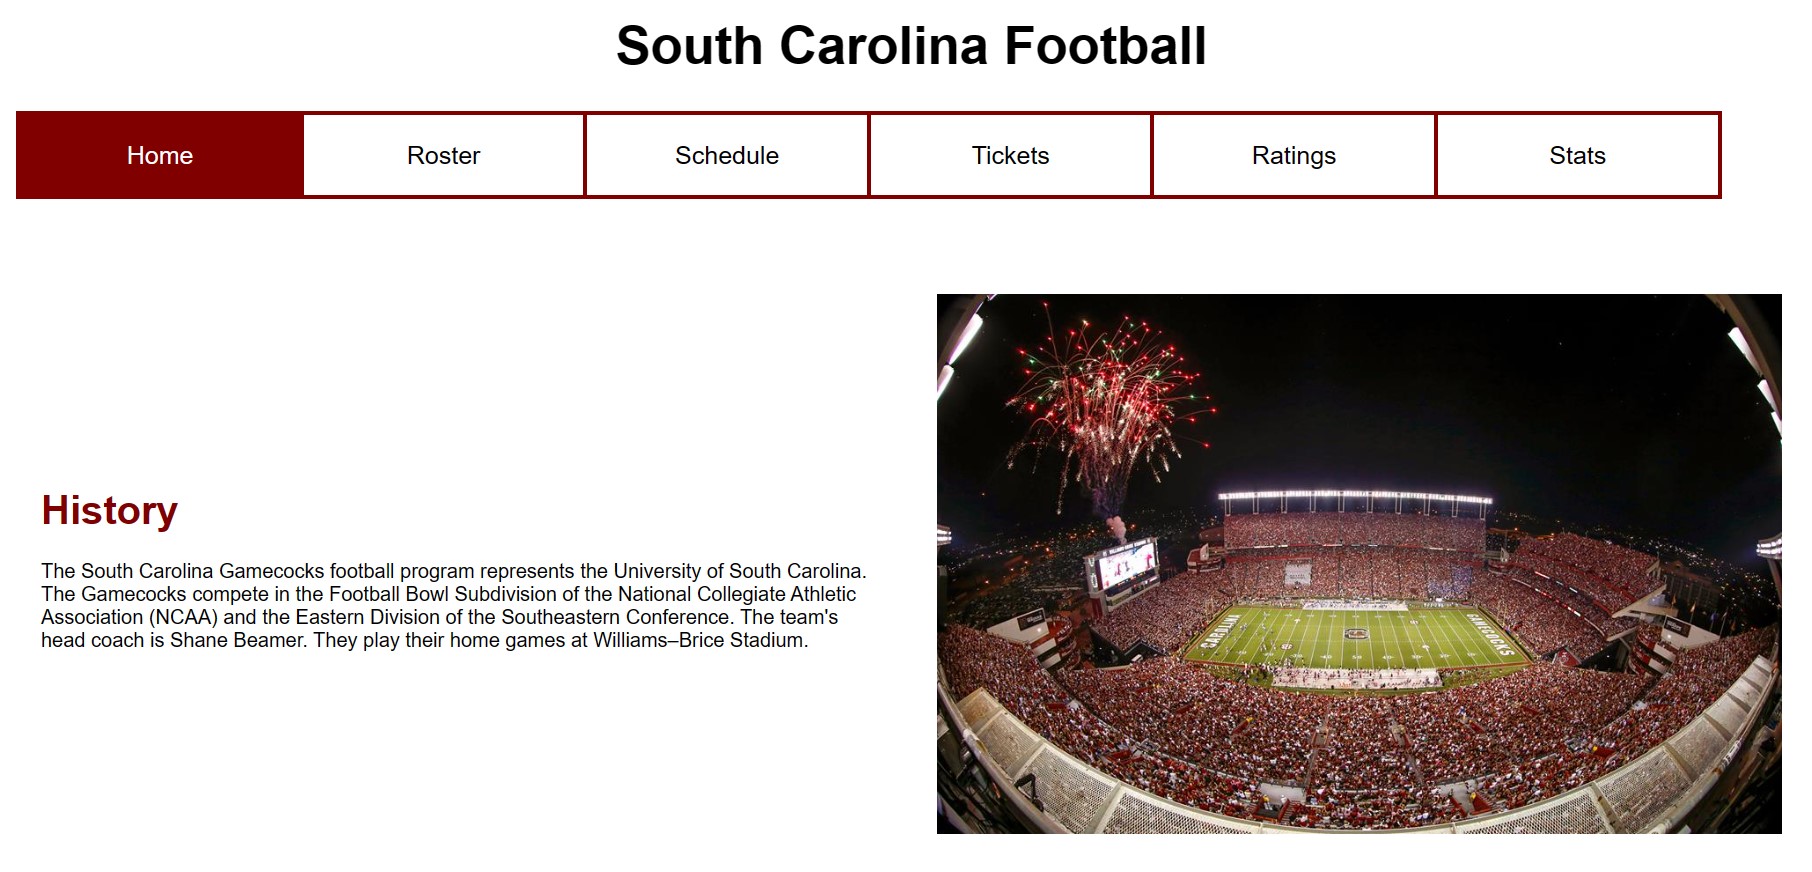 South Carolina Football
Home
Roster
Schedule
Tickets
Ratings
Stats
History
The South Carolina Gamecocks football program represents the University of South Carolina.
The Gamecocks compete in the Football Bowl Subdivision of the National Collegiate Athletic
Association (NCAA) and the Eastern Division of the Southeastern Conference. The team's
head coach is Shane Beamer. They play their home games at Williams–Brice Stadium.
CAROLINA
GAMECOCKS